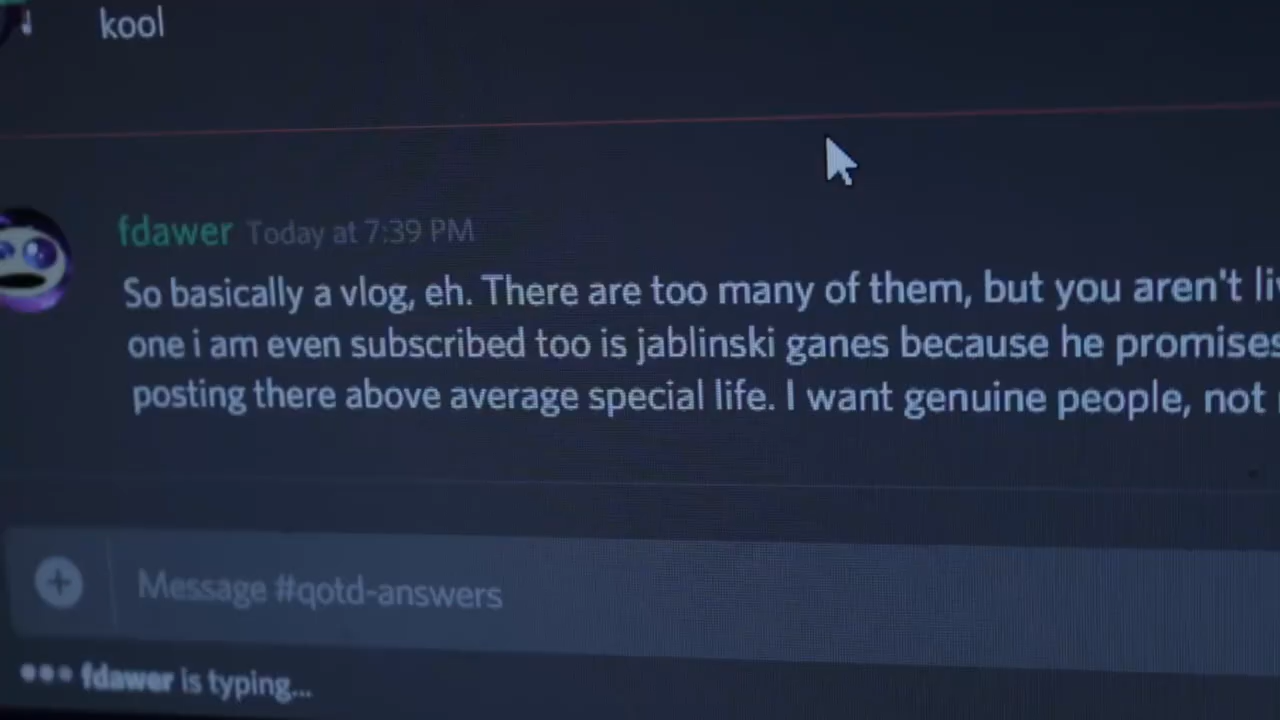 kool
fdawer Today at 7:39 PM
So basically a vlog, eh. There are too many of them, but you aren't
one i am even subscribed too is jablinski ganes because he promises
posting there above average special life. I want genuine people, not
Message #qotd-answers
fdawer is typing...